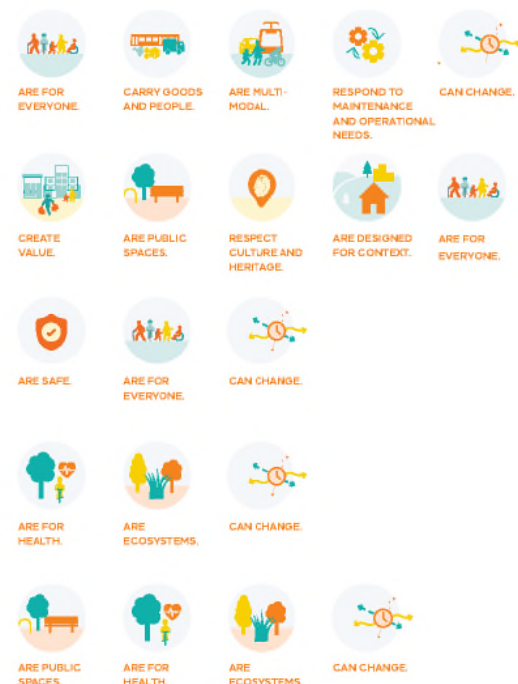 ARE FOR
EVERYONE.
CARRY GOODS
AND PEOPLE.
ARE MULTI-
MODAL.
RESPOND TO
MAINTENANCE
AND OPERATIONAL
NEEDS.
CAN CHANGE.
CREATE
VALUE.
ARE PUBLIC
SPACES.
RESPECT
CULTURE AND
HERITAGE.
ARE DESIGNED
FOR CONTEXT.
ARE FOR
EVERYONE.
ARE SAFE.
ARE FOR
EVERYONE.
CAN CHANGE.
ARE FOR
HEALTH.
ARE
ECOSYSTEMS.
CAN CHANGE.
ARE PUBLIC
SPACES.
ARE FOR
HEALTH.
ARE
ECOSYSTEMS.
CAN CHANGE.